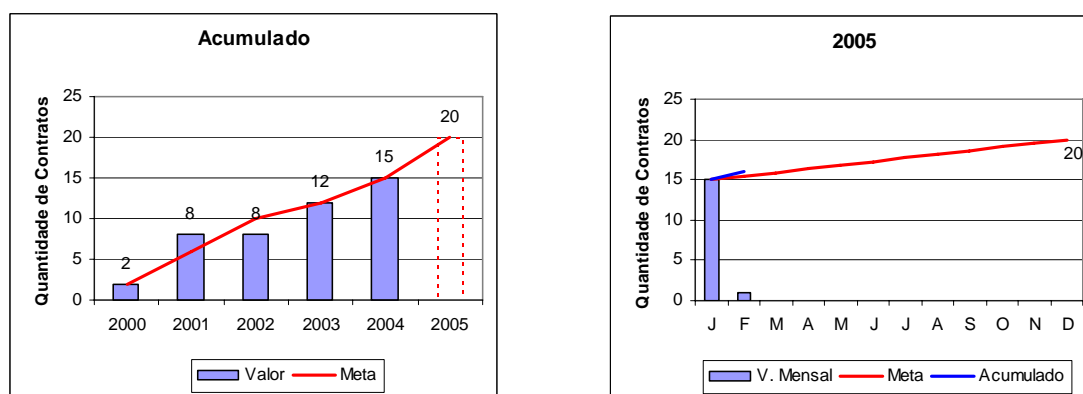 Acumulado
Quantidade de Contratos
25
20
15
10
5
0
2
8
8
12
15
20
2000 2001 2002 2003 2004 2005
Valor Meta
2005
Quantidade de Contratos
25
20
15
10
5
0
20
J F M A M J J A S O N D
V. Mensal Meta Acumulado